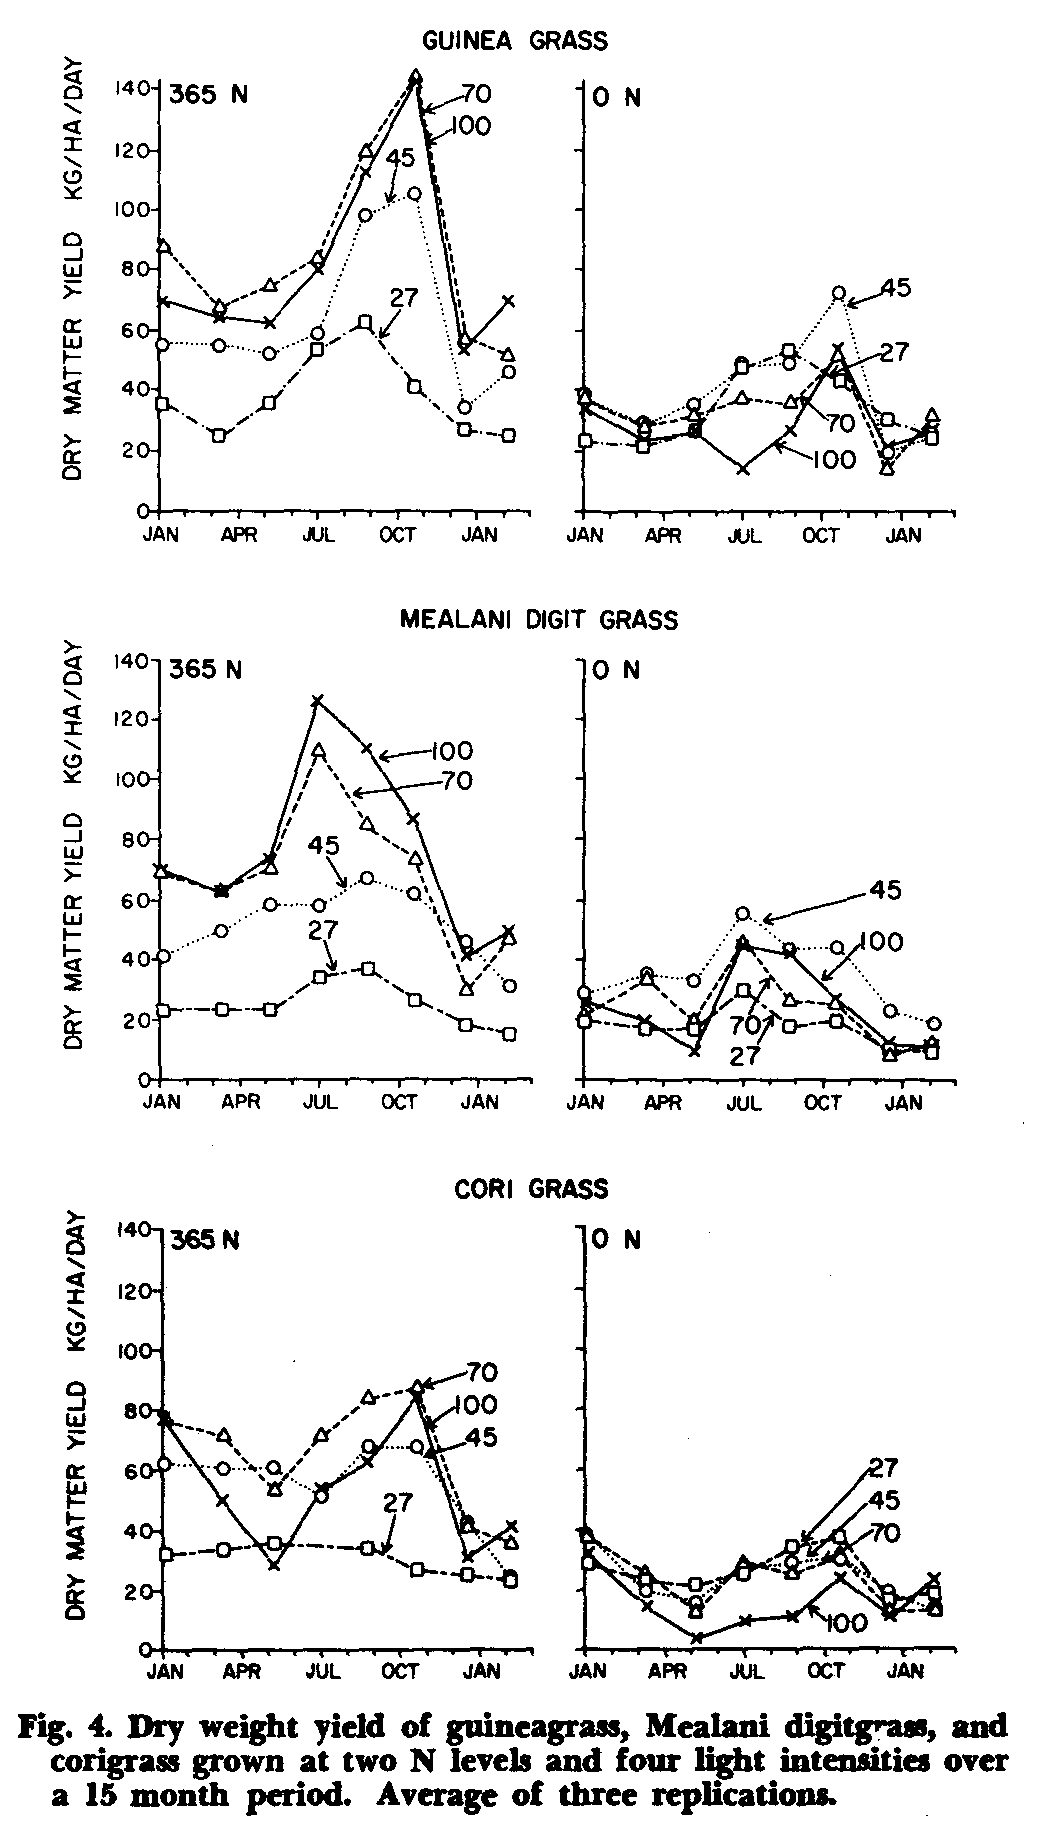 GUINEA GRASS
DRY MATTER YIELD KG/HA/DAY
365 N
140
120
100
80
60
40
20
0
70
100
45
27
JAN APR JUL OCT JAN
0 N
45
27
70
100
JAN APR JUL OCT JAN
MEALANI DIGIT GRASS
DRY MATTER YIELD KG/HA/DAY
365 N
140
120
100
80
60
40
20
0
100
70
45
27
JAN APR JUL OCT JAN
0 N
45
100
70
27
JAN APR JUL OCT JAN
CORI GRASS
DRY MATTER YIELD KG/HA/DAY
365 N
140
120
100
80
60
40
20
0
70
100
45
27
JAN APR JUL OCT JAN
0 N
27
45
70
100
JAN APR JUL OCT JAN
Fig. 4. Dry weight yield of guineagrass, Mealani digitgrass, and
corigrass grown at two N levels and four light intensities over
a 15 month period. Average of three replications.